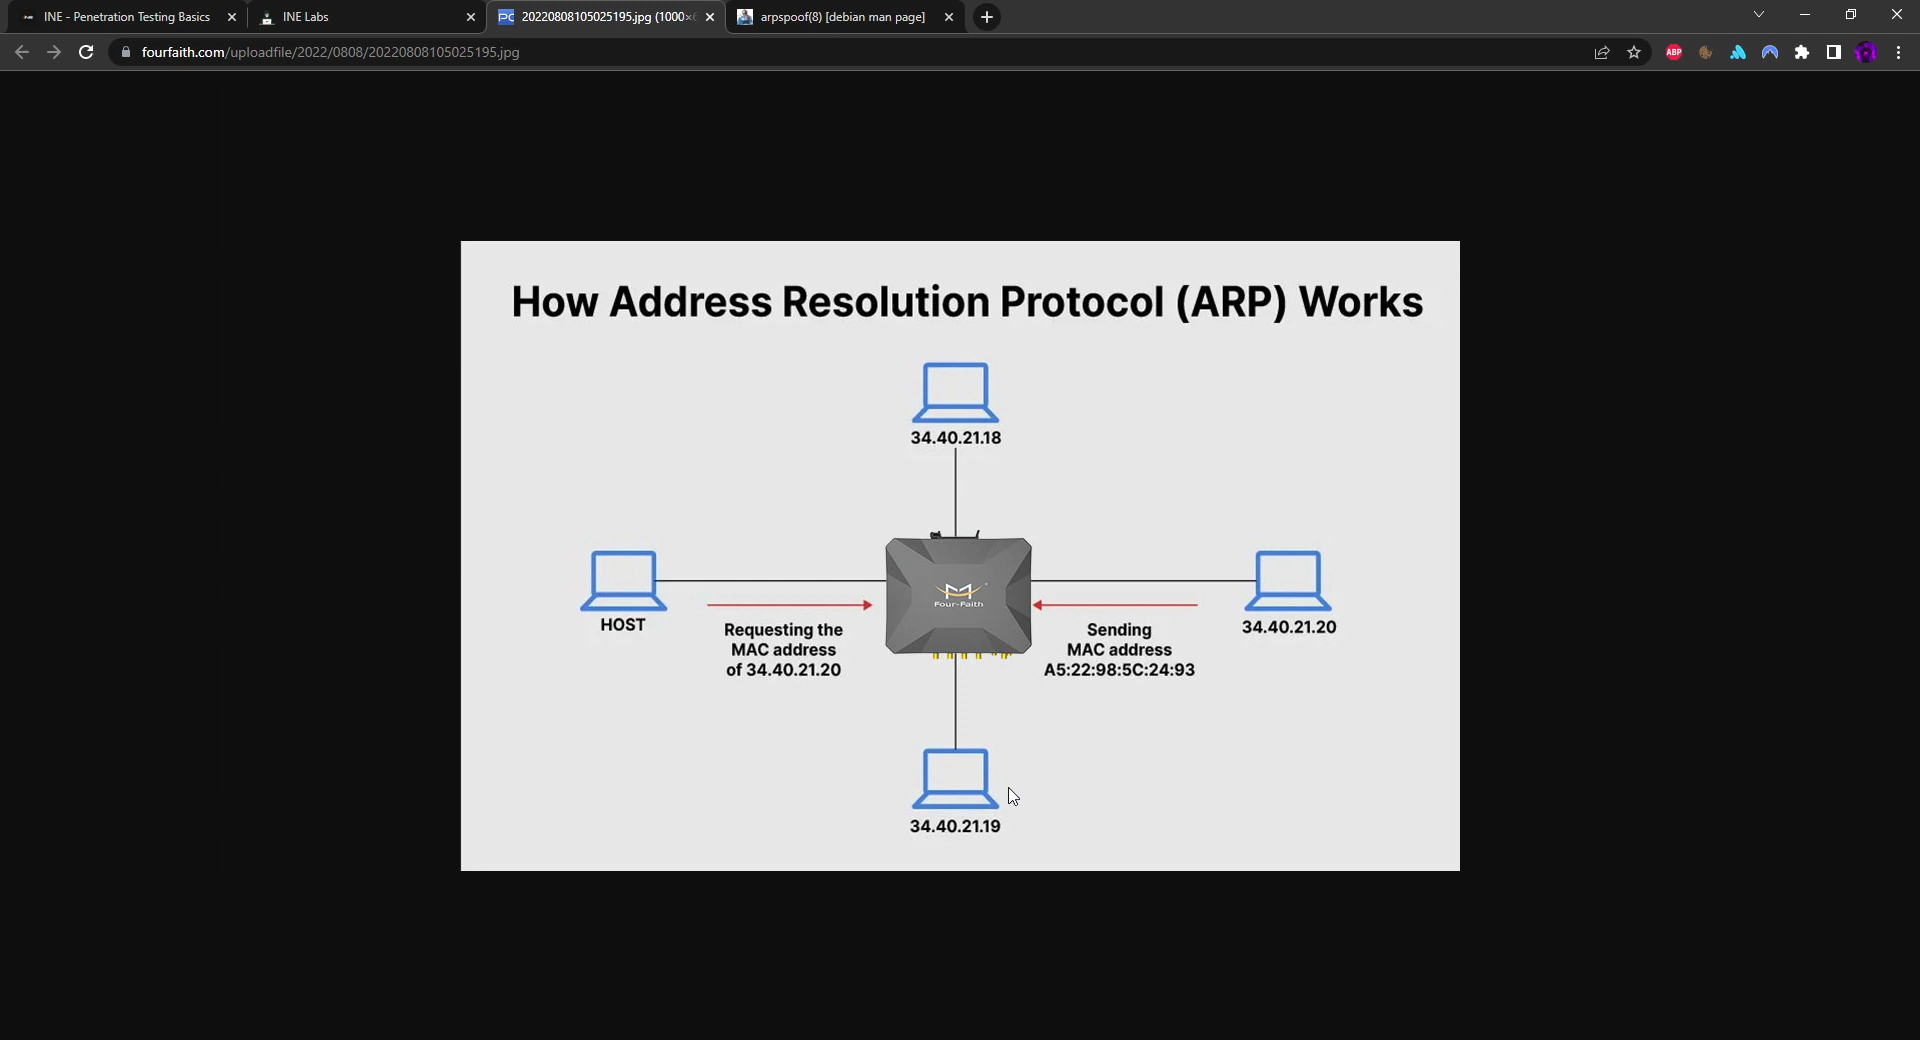 INE - Penetration Testing Basics
INE Labs
20220808105025195.jpg (1000×6
arpspoof(8) [debian man page]
fourfaith.com/uploadfile/2022/0808/20220808105025195.jpg
ABP
How Address Resolution Protocol (ARP) Works
34.40.21.18
HOST
Requesting the
MAC address
of 34.40.21.20
Four-Faith
Sending
MAC address
A5:22:98:5C:24:93
34.40.21.20
34.40.21.19